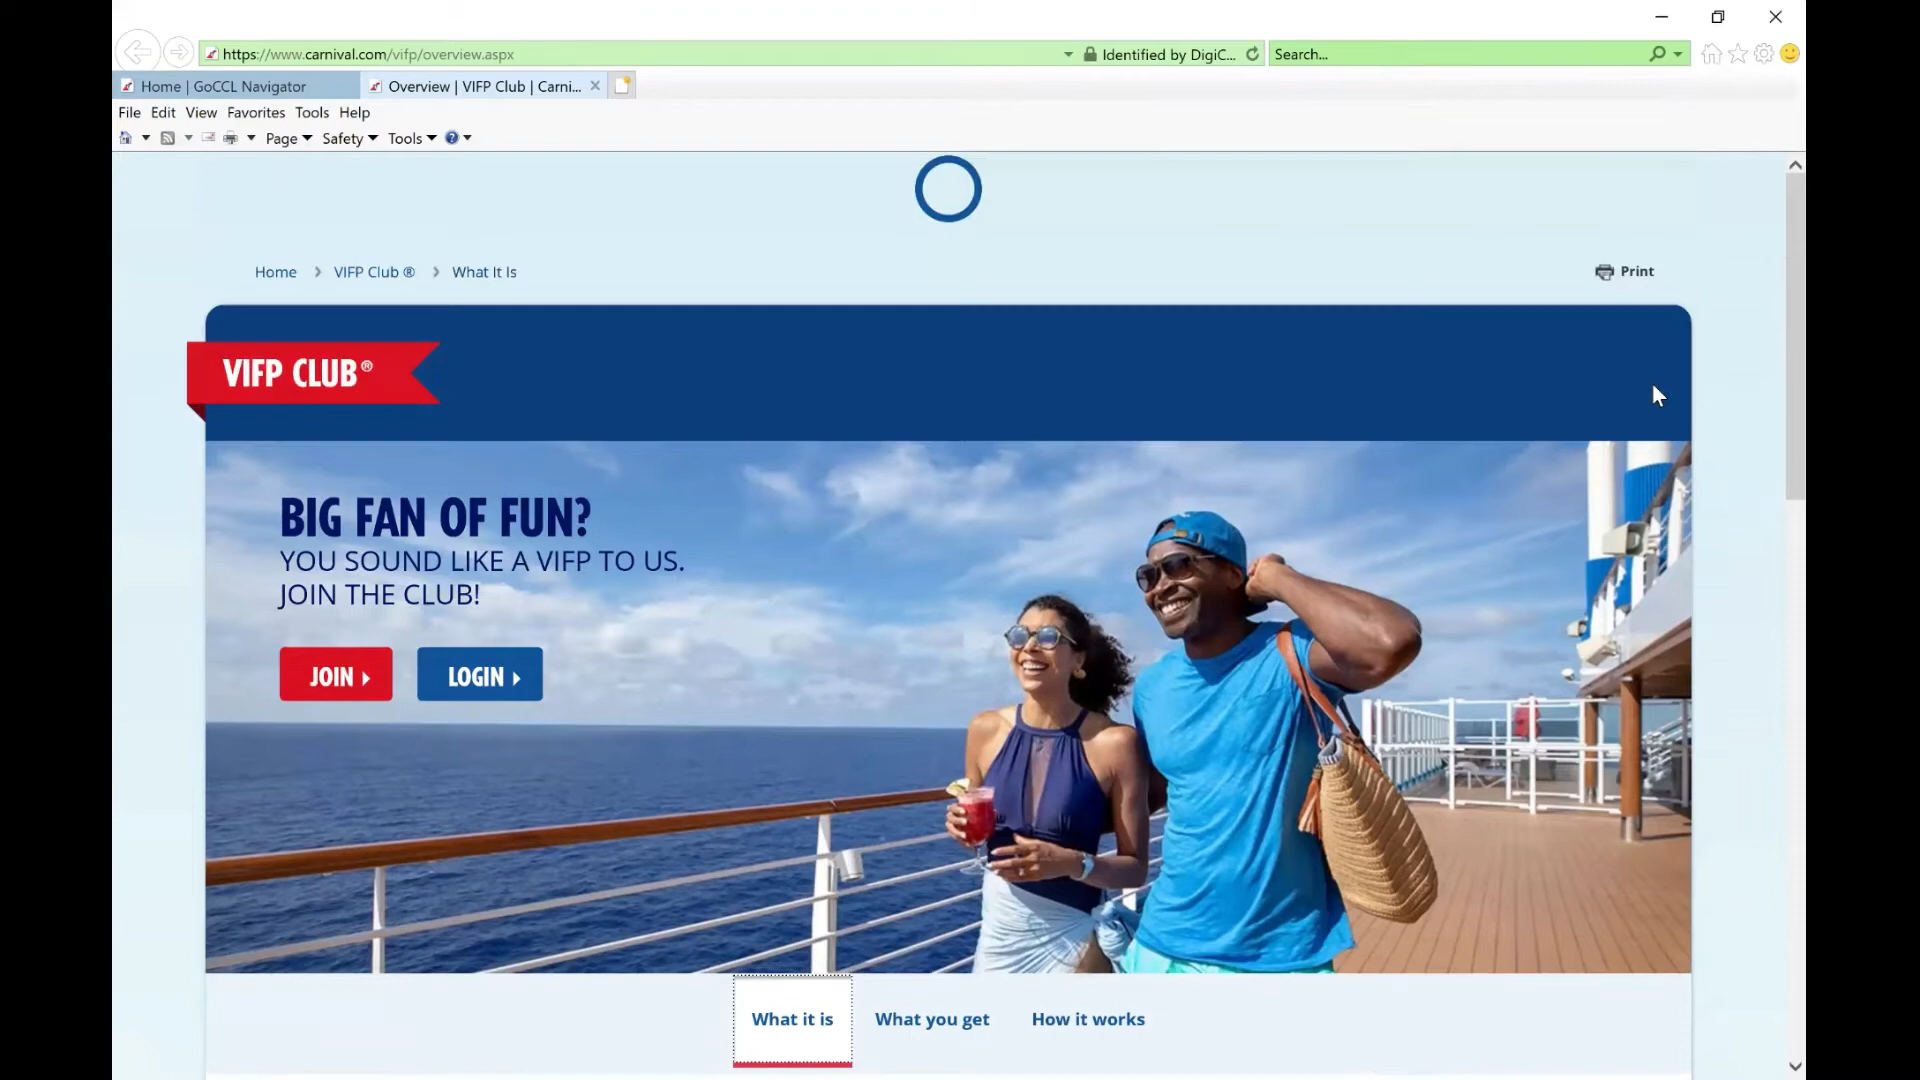 https://www.carnival.com/vifp/overview.aspx
Identified by DigiC...
Search...
Home | GoCCL Navigator
Overview | VIFP Club | Carni...
File Edit View Favorites Tools Help
Page Safety Tools
Home > VIFP Club ® > What It Is
Print
VIFP CLUB®
BIG FAN OF FUN?
YOU SOUND LIKE A VIFP TO US.
JOIN THE CLUB!
JOIN
LOGIN
What it is
What you get
How it works